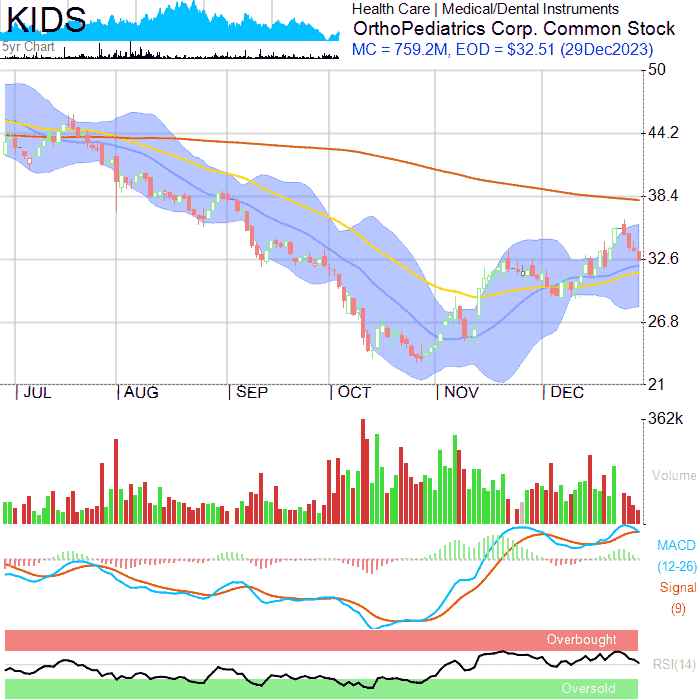 KIDS
5yr Chart
Health Care | Medical/Dental Instruments
OrthoPediatrics Corp. Common Stock
MC = 759.2M, EOD = $32.51 (29Dec2023)
50
44.2
38.4
32.6
26.8
21
JUL AUG SEP OCT NOV DEC
362k
Volume
MACD
(12-26)
Signal
(9)
Overbought
RSI(14)
Oversold